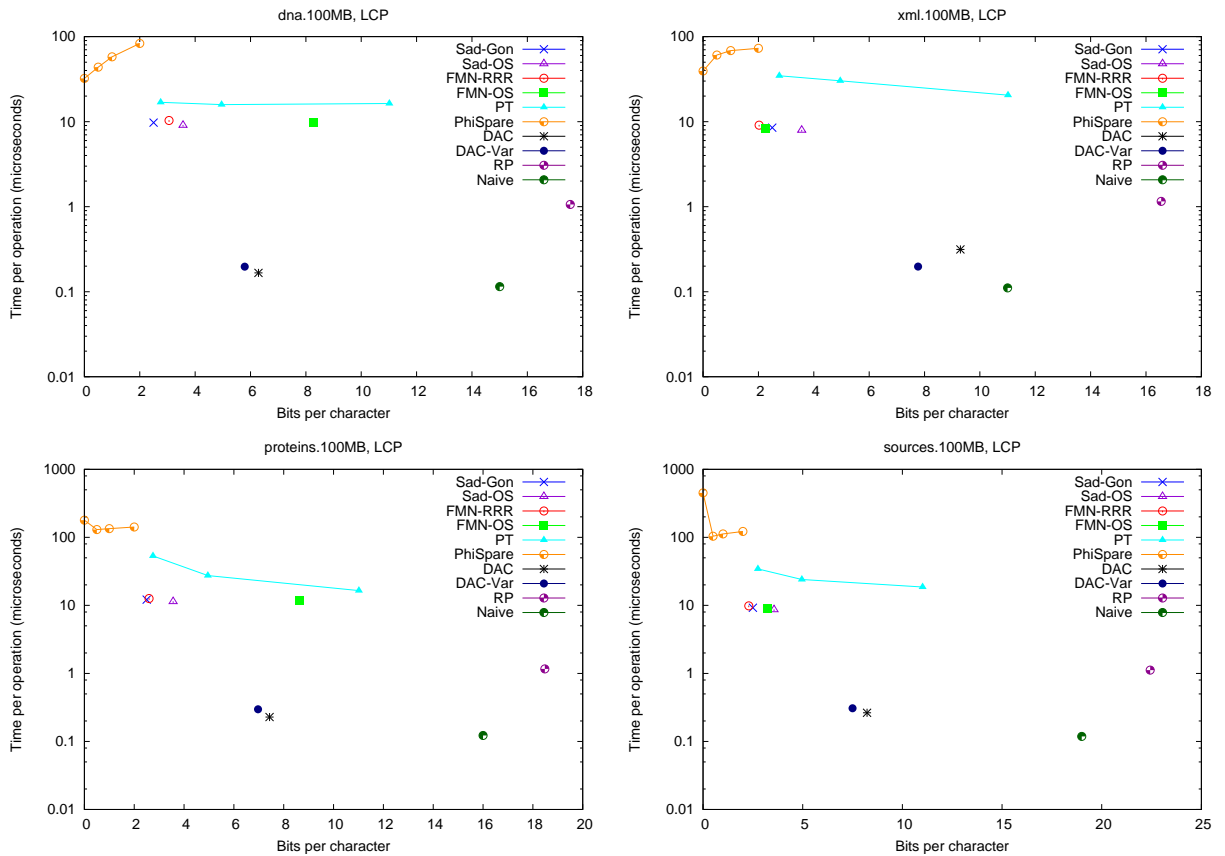 dna.100MB, LCP
Time per operation (microseconds)
100
10
1
0.1
0.01
0 2 4 6 8 10 12 14 16 18
Bits per character
Sad-Gon
Sad-OS
FMN-RRR
FMN-OS
PT
PhiSpare
DAC
DAC-Var
RP
Naive
xml.100MB, LCP
Time per operation (microseconds)
100
10
1
0.1
0.01
0 2 4 6 8 10 12 14 16 18
Bits per character
Sad-Gon
Sad-OS
FMN-RRR
FMN-OS
PT
PhiSpare
DAC
DAC-Var
RP
Naive
proteins.100MB, LCP
Time per operation (microseconds)
1000
100
10
1
0.1
0.01
0 2 4 6 8 10 12 14 16 18 20
Bits per character
Sad-Gon
Sad-OS
FMN-RRR
FMN-OS
PT
PhiSpare
DAC
DAC-Var
RP
Naive
sources.100MB, LCP
Time per operation (microseconds)
1000
100
10
1
0.1
0.01
0 5 10 15 20 25
Bits per character
Sad-Gon
Sad-OS
FMN-RRR
FMN-OS
PT
PhiSpare
DAC
DAC-Var
RP
Naive